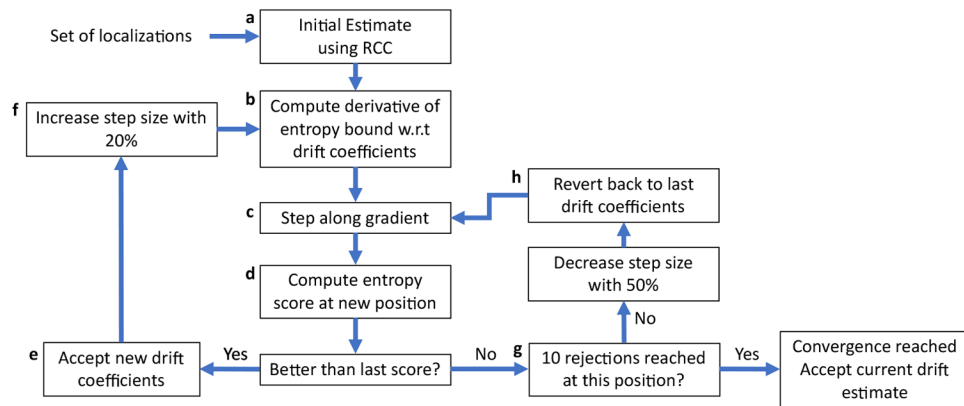 a
Set of localizations
Initial Estimate
using RCC
f
Increase step size with
20%
b
Compute derivative of
entropy bound w.r.t
drift coefficients
h
Revert back to last
drift coefficients
c
Step along gradient
d
Compute entropy
score at new position
Decrease step size
with 50%
No
e
Accept new drift
coefficients
Yes
Better than last score?
No
g
10 rejections reached
at this position?
Yes
Convergence reached
Accept current drift
estimate